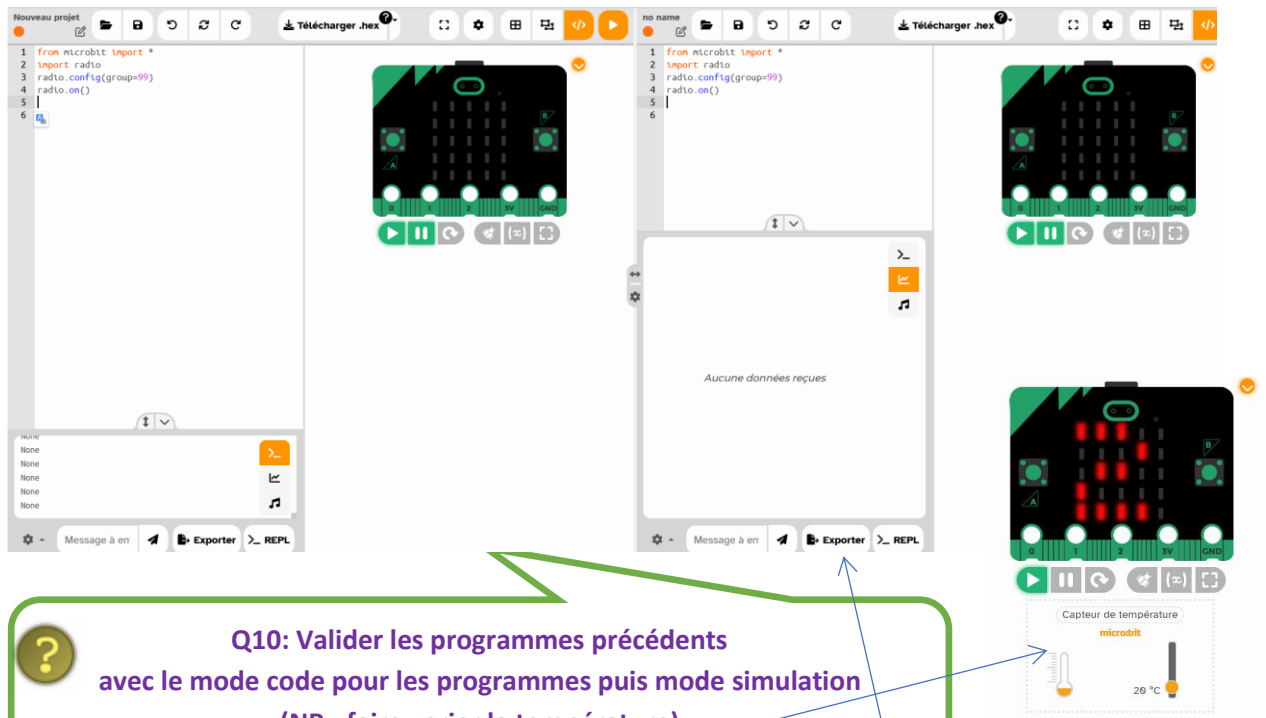 Nouveau projet
Télécharger .hex
1 from microbit import *
2 import radio
3 radio.config(group=99)
4 radio.on()
5
6
B
A
0 1 2 3V GND
None
None
None
None
None
None
>_
Message à en
Exporter
>_ REPL
no name
Télécharger .hex
1 from microbit import *
2 import radio
3 radio.config(group=99)
4 radio.on()
5
6
B
A
0 1 2 3V GND
>_
Aucune données reçues
Message à en
Exporter
>_ REPL
B
A
0 1 2 3V GND
Capteur de température
micro:bit
20 °C
Q10: Valider les programmes précédents
avec le mode code pour les programmes puis mode simulation
(NB : faire varier la température)